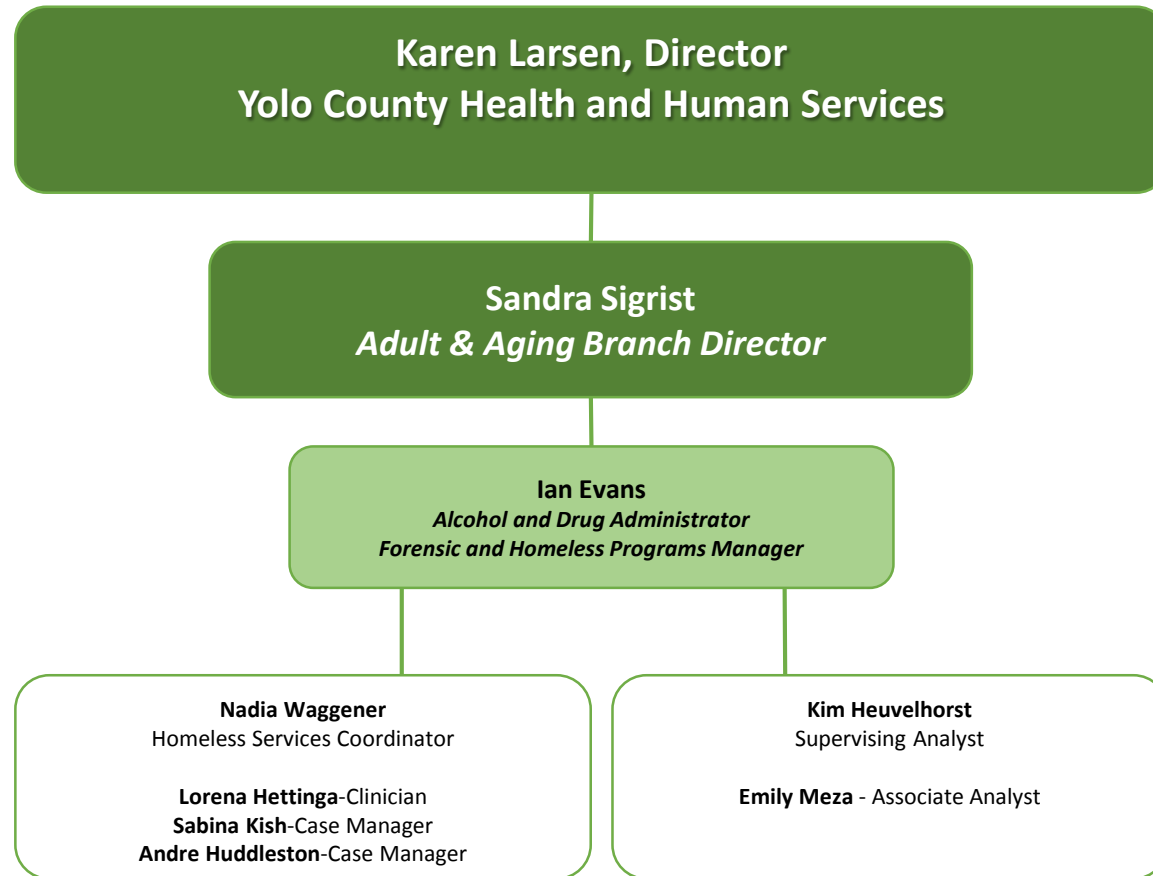 Karen Larsen, Director
Yolo County Health and Human Services
Sandra Sigrist
Adult & Aging Branch Director
Ian Evans
Alcohol and Drug Administrator
Forensic and Homeless Programs Manager
Nadia Waggener
Homeless Services Coordinator
Lorena Hettinga-Clinician
Sabina Kish-Case Manager
Andre Huddleston-Case Manager
Kim Heuvelhorst
Supervising Analyst
Emily Meza - Associate Analyst